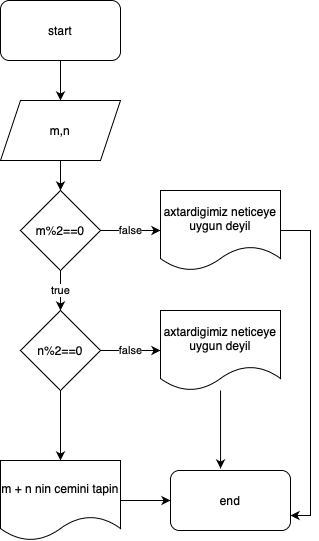 start
m,n
m%2==0
false
axtardigimiz neticeye
uygun deyil
true
n%2==0
false
axtardigimiz neticeye
uygun deyil
m + n nin cemini tapin
end